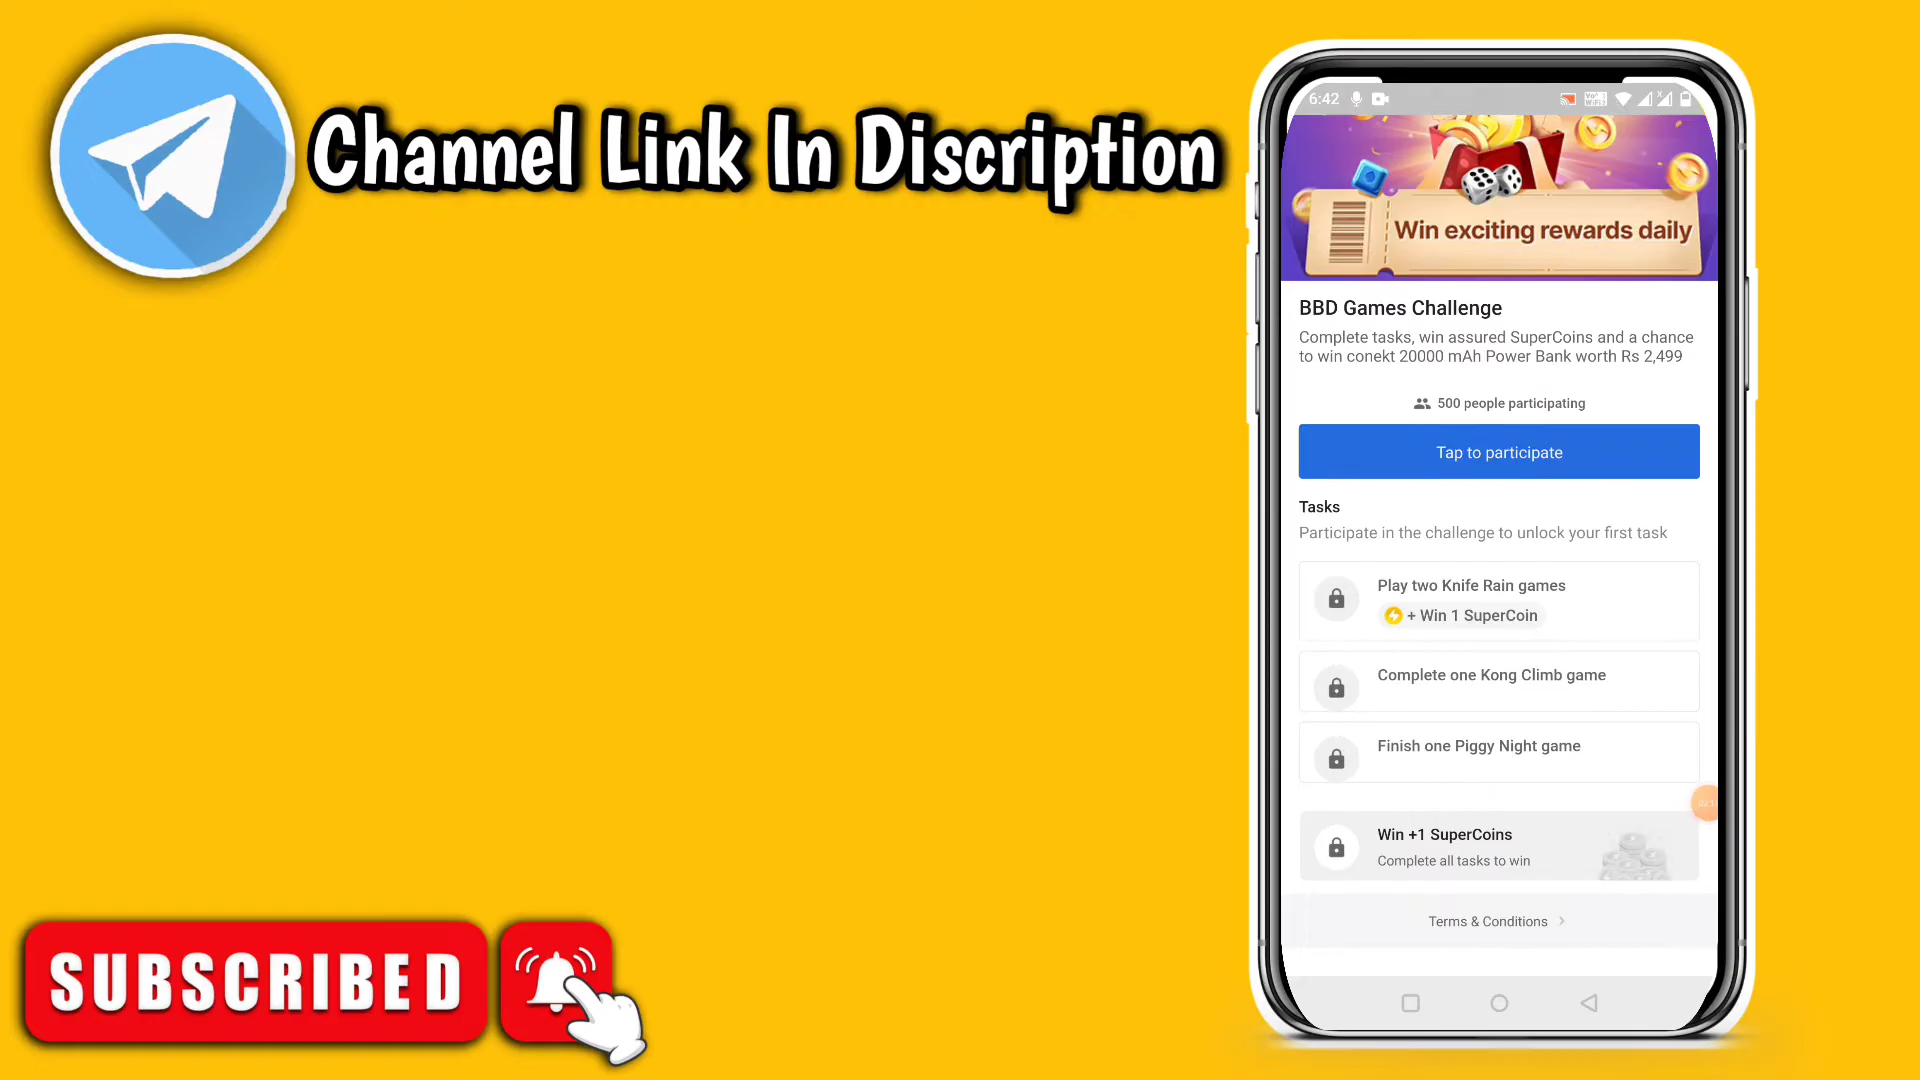 Channel Link In Discription
6:42
Win exciting rewards daily
BBD Games Challenge
Complete tasks, win assured SuperCoins and a chance
to win conekt 20000 mAh Power Bank worth Rs 2,499
500 people participating
Tap to participate
Tasks
Participate in the challenge to unlock your first task
Play two Knife Rain games
+ Win 1 SuperCoin
Complete one Kong Climb game
Finish one Piggy Night game
Win +1 SuperCoins
Complete all tasks to win
Terms & Conditions
SUBSCRIBED